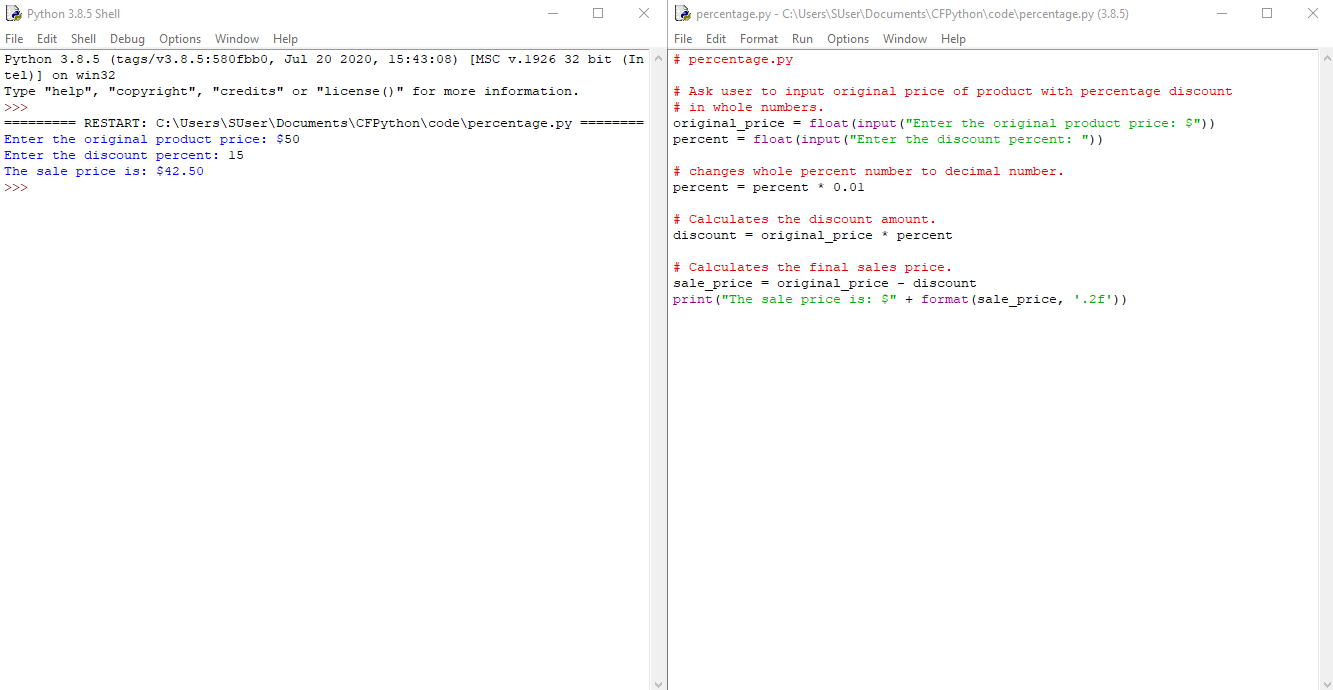 Python 3.8.5 Shell
File Edit Shell Debug Options Window Help
Python 3.8.5 (tags/v3.8.5:580fbb0, Jul 20 2020, 15:43:08) [MSC v.1926 32 bit (In
tel)] on win32
Type "help", "copyright", "credits" or "license()" for more information.
>>>
========= RESTART: C:\Users\SUser\Documents\CFPython\code\percentage.py ========
Enter the original product price: $50
Enter the discount percent: 15
The sale price is: $42.50
>>>
percentage.py - C:\Users\SUser\Documents\CFPython\code\percentage.py (3.8.5)
File Edit Format Run Options Window Help
# percentage.py

# Ask user to input original price of product with percentage discount
# in whole numbers.
original_price = float(input("Enter the original product price: $"))
percent = float(input("Enter the discount percent: "))

# changes whole percent number to decimal number.
percent = percent * 0.01

# Calculates the discount amount.
discount = original_price * percent

# Calculates the final sales price.
sale_price = original_price - discount
print("The sale price is: $" + format(sale_price, '.2f'))